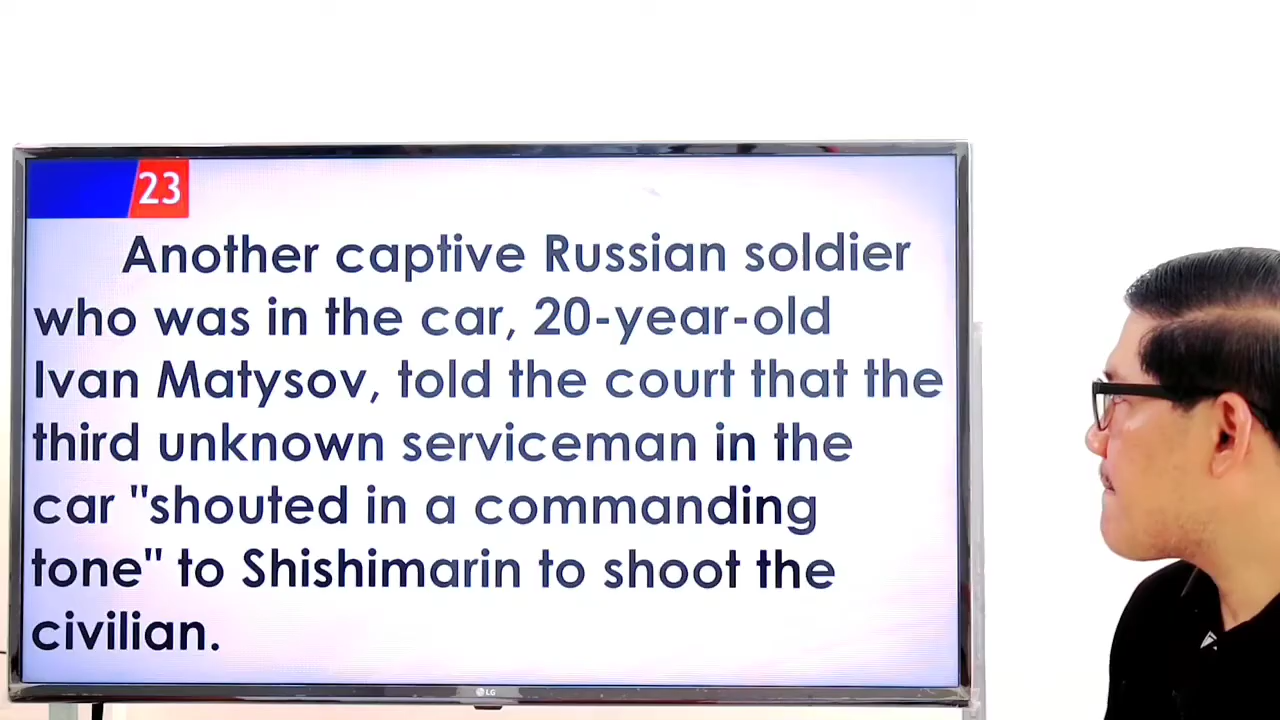 23
Another captive Russian soldier
who was in the car, 20-year-old
Ivan Matysov, told the court that the
third unknown serviceman in the
car "shouted in a commanding
tone" to Shishimarin to shoot the
civilian.
LG